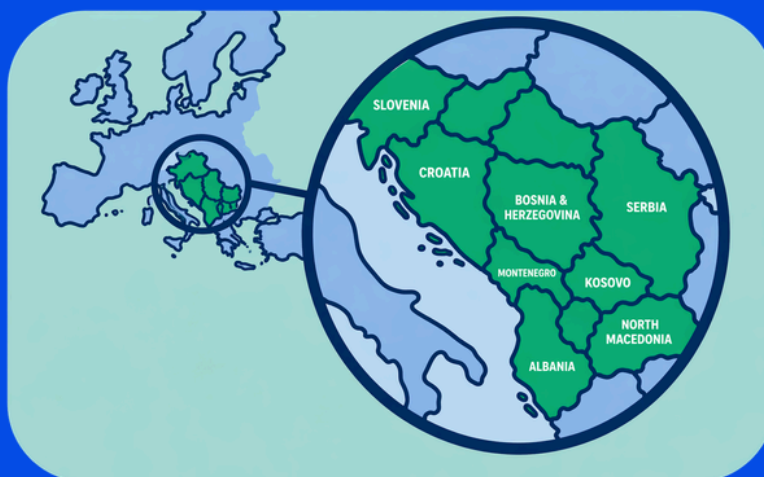 SLOVENIA
CROATIA
BOSNIA &
HERZEGOVINA
SERBIA
MONTENEGRO
KOSOVO
NORTH
MACEDONIA
ALBANIA